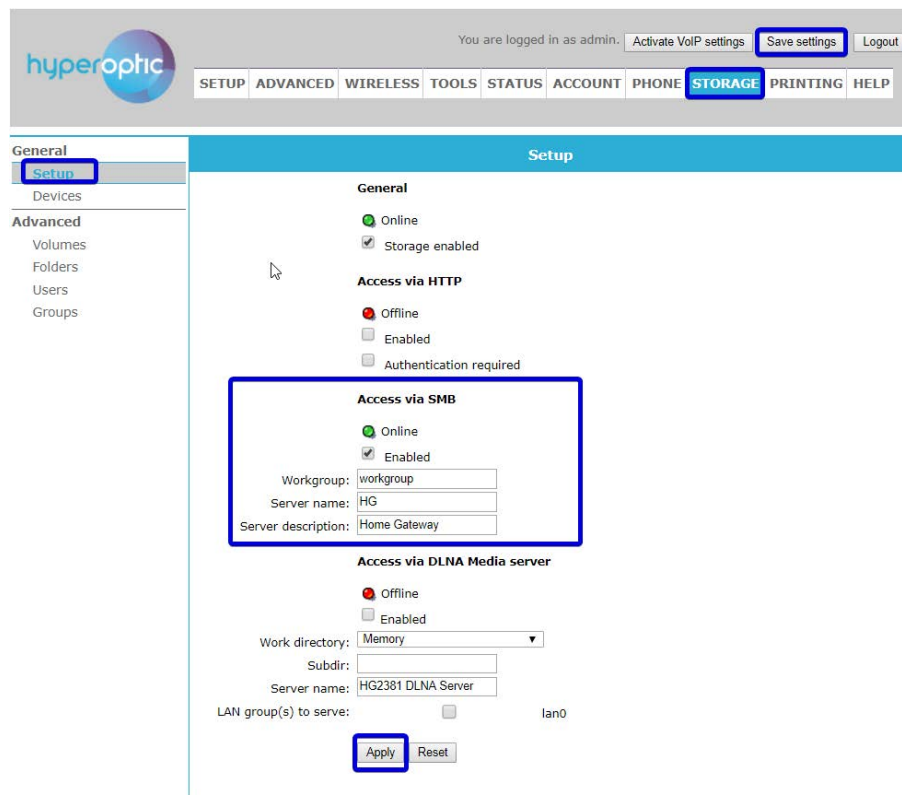 hyperoptic
You are logged in as admin. Activate VoIP settings Save settings Logout
SETUP ADVANCED WIRELESS TOOLS STATUS ACCOUNT PHONE STORAGE PRINTING HELP
General
Setup
Devices
Advanced
Volumes
Folders
Users
Groups
Setup
General
Online
Storage enabled
Access via HTTP
Offline
Enabled
Authentication required
Access via SMB
Online
Enabled
Workgroup: workgroup
Server name: HG
Server description: Home Gateway
Access via DLNA Media server
Offline
Enabled
Work directory: Memory
Subdir:
Server name: HG2381 DLNA Server
LAN group(s) to serve: lan0
Apply Reset